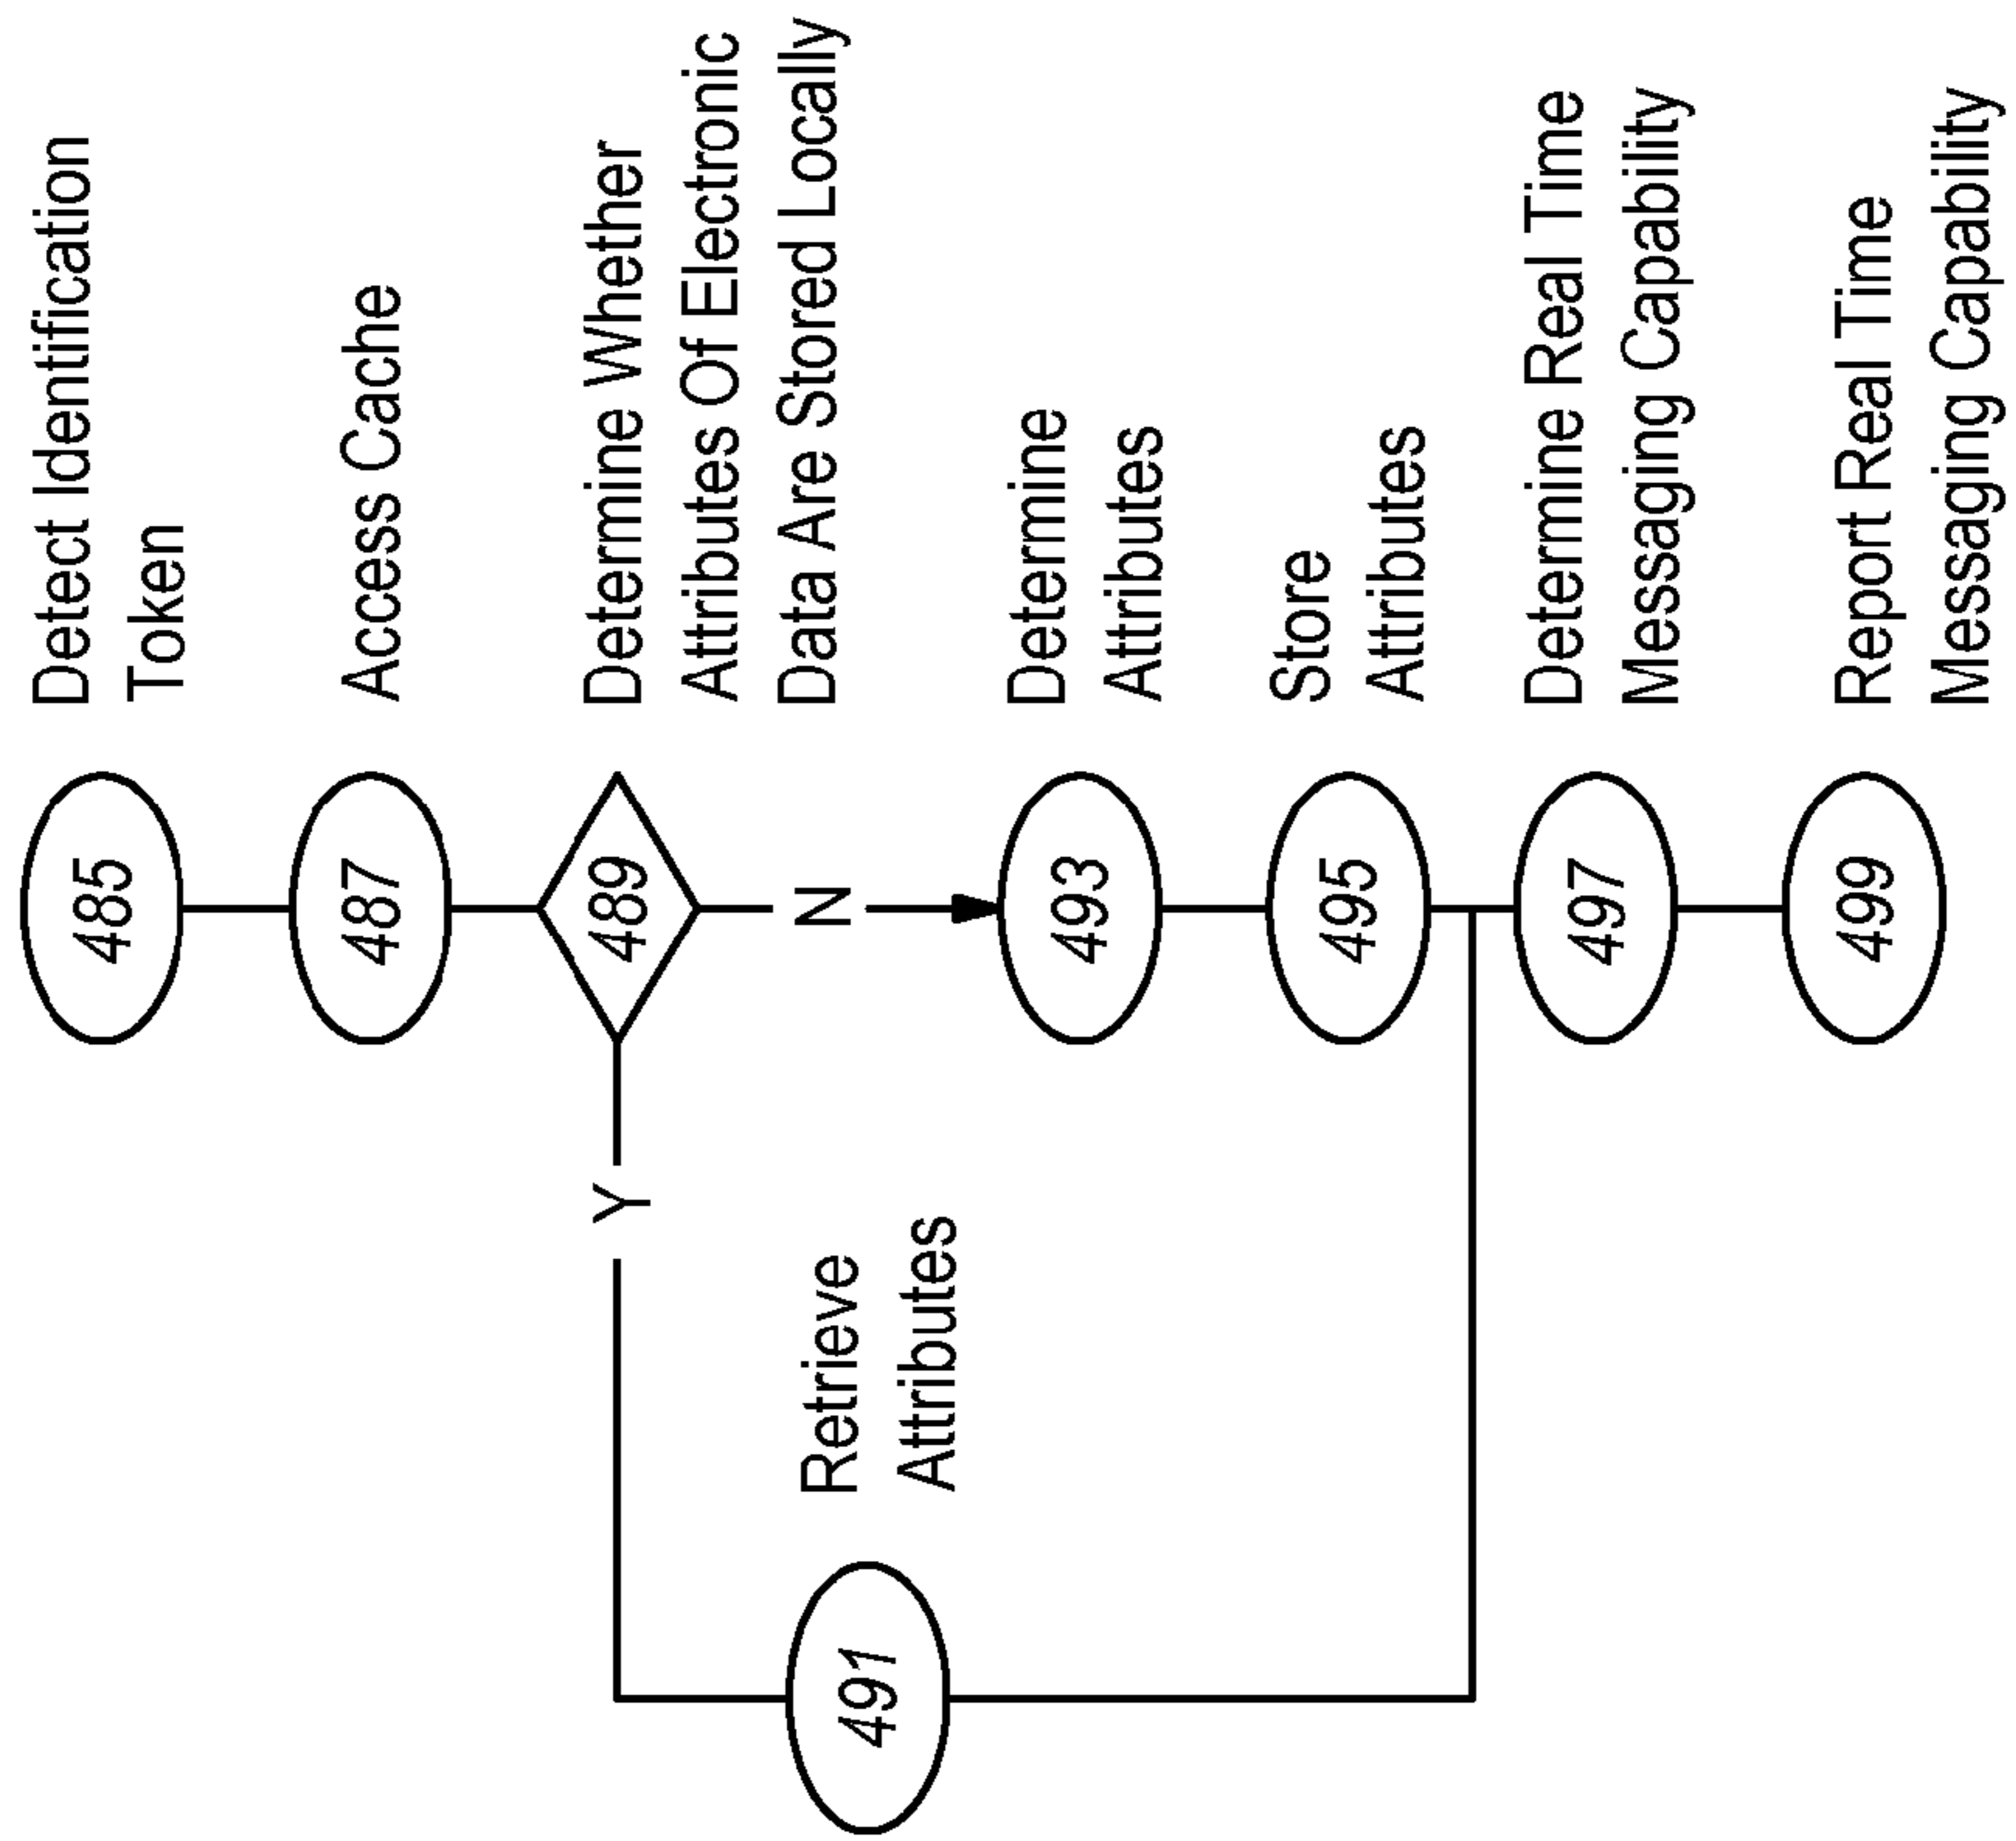 485
Detect Identification
Token
487
Access Cache
489
Determine Whether
Attributes Of Electronic
Data Are Stored Locally
Y
N
491
Retrieve
Attributes
493
Determine
Attributes
495
Store
Attributes
497
Determine Real Time
Messaging Capability
499
Report Real Time
Messaging Capability